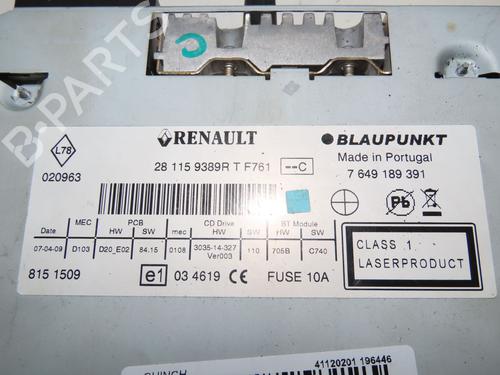 C
B-PARTS
L78
020963
RENAULT
28 115 9389R T F761
--C
BLAUPUNKT
Made in Portugal
7 649 189 391
Pb
MEC PCB CD Drive BT Module
Date HW SW mec HW SW HW SW
07-04-09 D103 D20_E02 84.15 0108 3035-14-327 Ver003 110 705B C740
815 1509
e1 03 4619 CE FUSE 10A
CLASS 1
LASERPRODUCT
41120201 196446